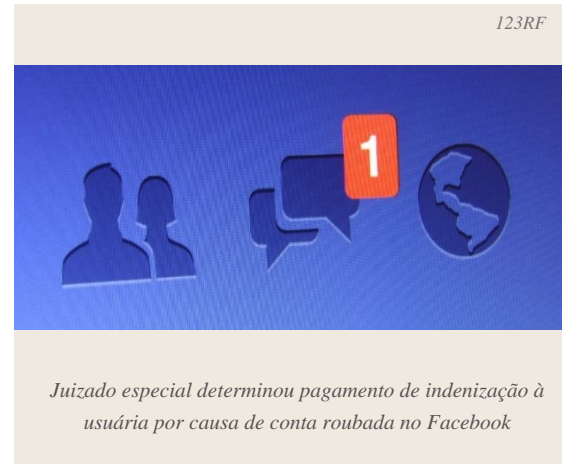 123RF
1
Juizado especial determinou pagamento de indenização à
usuária por causa de conta roubada no Facebook